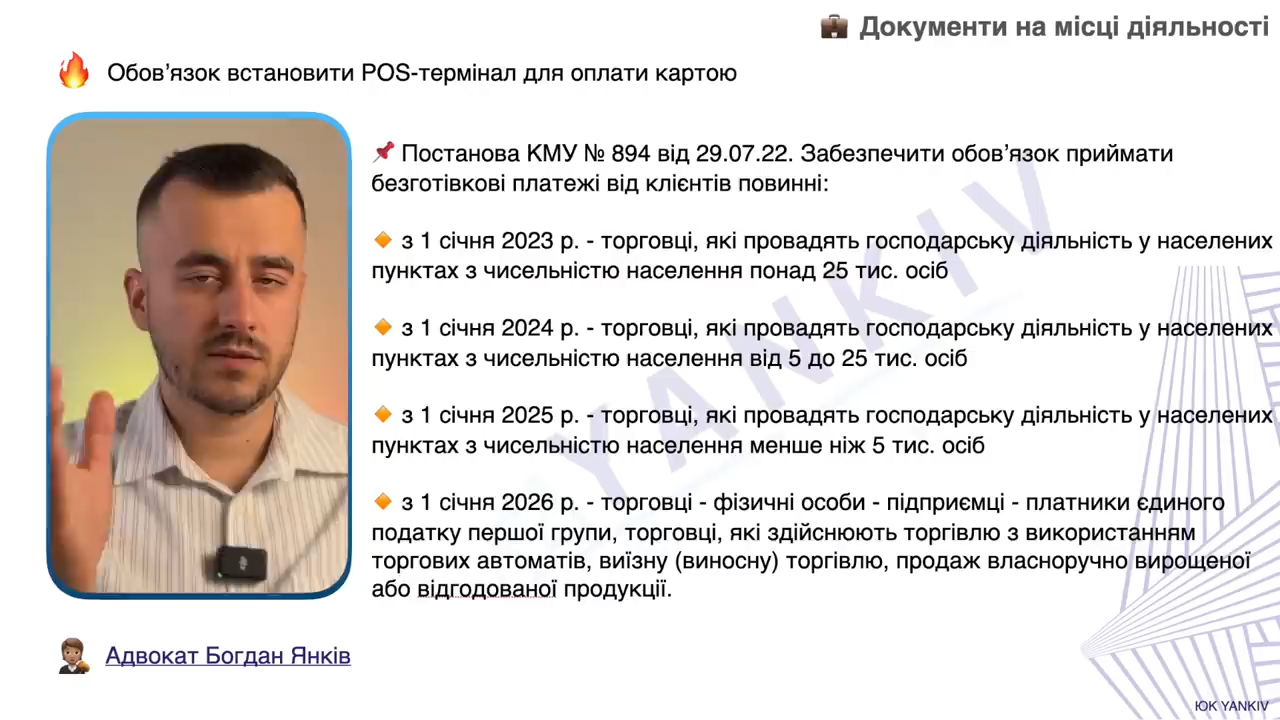 Документи на місці діяльності
Обов’язок встановити POS-термінал для оплати картою
Постанова КМУ № 894 від 29.07.22. Забезпечити обов’язок приймати
безготівкові платежі від клієнтів повинні:
з 1 січня 2023 р. - торговці, які провадять господарську діяльність у населених
пунктах з чисельністю населення понад 25 тис. осіб
з 1 січня 2024 р. - торговці, які провадять господарську діяльність у населених
пунктах з чисельністю населення від 5 до 25 тис. осіб
з 1 січня 2025 р. - торговці, які провадять господарську діяльність у населених
пунктах з чисельністю населення менше ніж 5 тис. осіб
з 1 січня 2026 р. - торговці - фізичні особи - підприємці - платники єдиного
податку першої групи, торговці, які здійснюють торгівлю з використанням
торгових автоматів, виїзну (виносну) торгівлю, продаж власноручно вирощеної
або відгодованої продукції.
Адвокат Богдан Янків
YANKIV
ЮК YANKIV